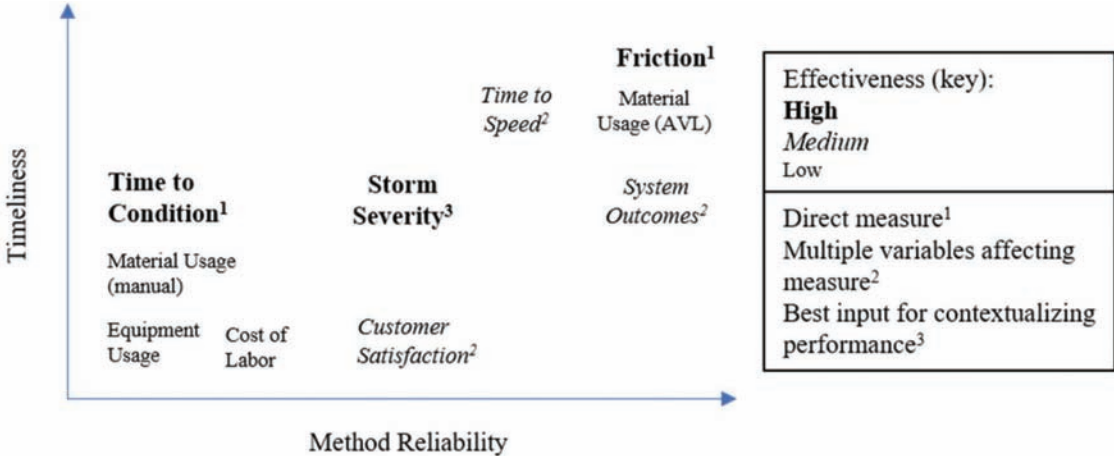 Timeliness
Friction¹
Time to
Speed²
Material
Usage (AVL)
Time to
Condition¹
Storm
Severity³
System
Outcomes²
Material Usage
(manual)
Equipment
Usage
Cost of
Labor
Customer
Satisfaction²
Method Reliability
Effectiveness (key):
High
Medium
Low
Direct measure¹
Multiple variables affecting
measure²
Best input for contextualizing
performance³